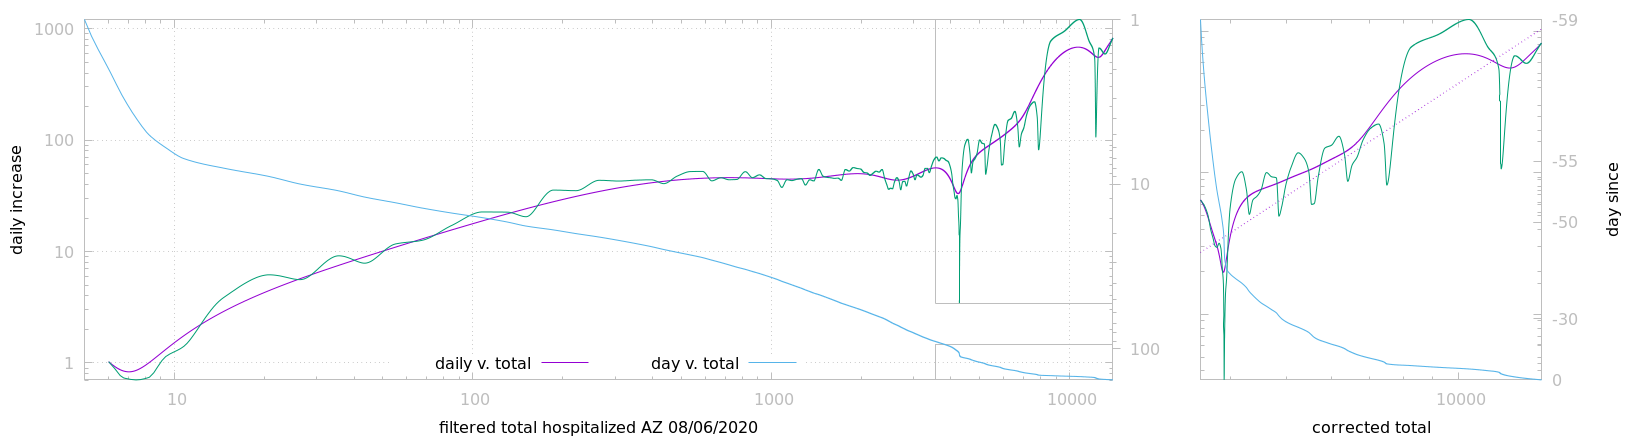 1000
100
10
1
daily increase
10
100
1000
10000
filtered total hospitalized AZ 08/06/2020
daily v. total
day v. total
1
10
100
10000
corrected total
-59
-55
-50
-30
0
day since